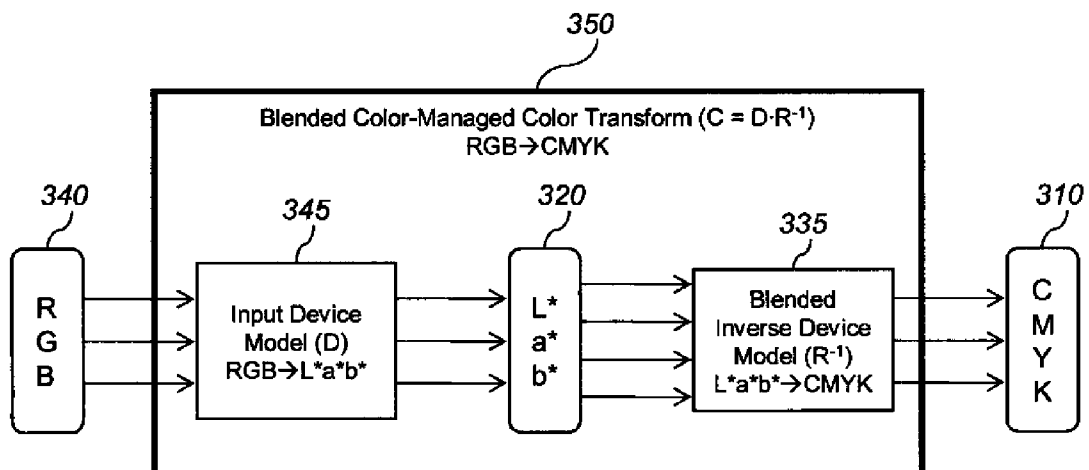 350
Blended Color-Managed Color Transform (C = D·R⁻¹)
RGB→CMYK
340
345
320
335
310
R
G
B
Input Device
Model (D)
RGB→L*a*b*
L*
a*
b*
Blended
Inverse Device
Model (R⁻¹)
L*a*b*→CMYK
C
M
Y
K